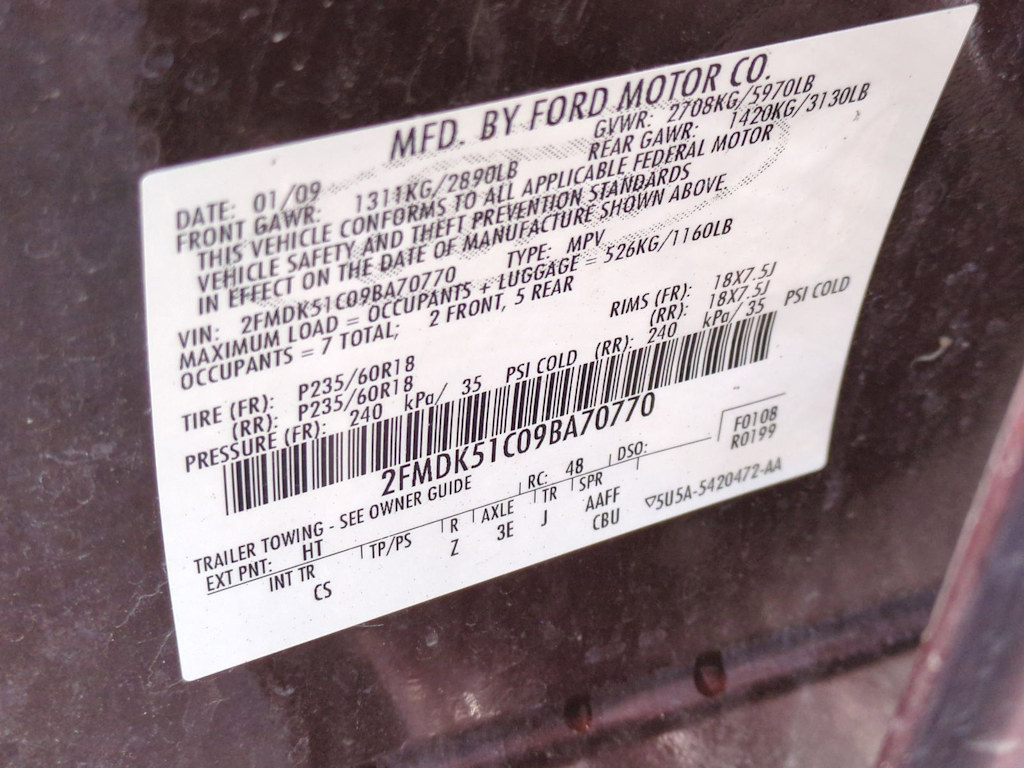 MFD. BY FORD MOTOR CO.
DATE: 01/09 GVWR: 2708KG/5970LB
FRONT GAWR: 1311KG/2890LB REAR GAWR: 1420KG/3130LB
THIS VEHICLE CONFORMS TO ALL APPLICABLE FEDERAL MOTOR
VEHICLE SAFETY AND THEFT PREVENTION STANDARDS
IN EFFECT ON THE DATE OF MANUFACTURE SHOWN ABOVE.
VIN: 2FMDK51C09BA70770 TYPE: MPV
MAXIMUM LOAD = OCCUPANTS + LUGGAGE = 526KG/1160LB
OCCUPANTS = 7 TOTAL; 2 FRONT, 5 REAR
TIRE (FR): P235/60R18 RIMS (FR): 18X7.5J
(RR): P235/60R18 (RR): 18X7.5J
PRESSURE (FR): 240 kPa/ 35 PSI COLD (RR): 240 kPa/ 35 PSI COLD
2FMDK51C09BA70770
TRAILER TOWING - SEE OWNER GUIDE
F0108
R0199
EXT PNT: HT RC: 48 DSO:
INT TR TP/PS R AXLE TR SPR
CS Z 3E J AAFF
CBU
▽5U5A-5420472-AA